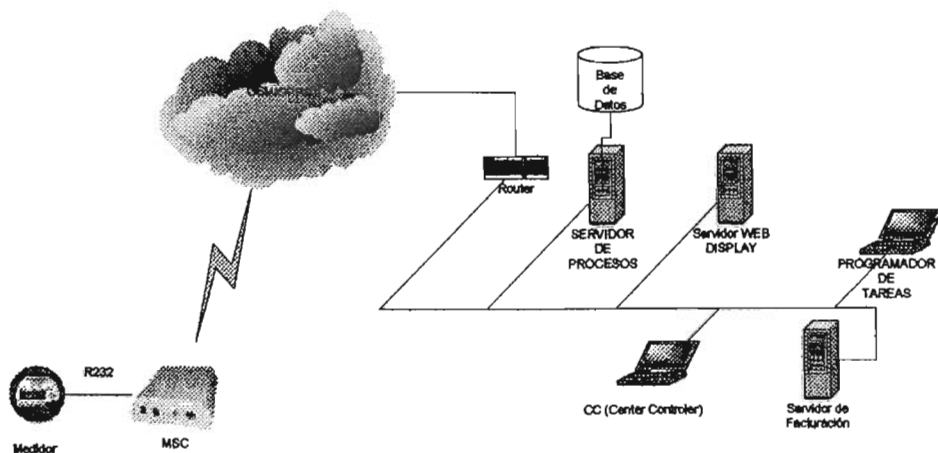 Base
de
Datos
Router
SERVIDOR
DE
PROCESOS
Servidor WEB
DISPLAY
PROGRAMADOR
DE
TAREAS
R232
CC (Center Controler)
Servidor de
Facturación
Medidor
MSC